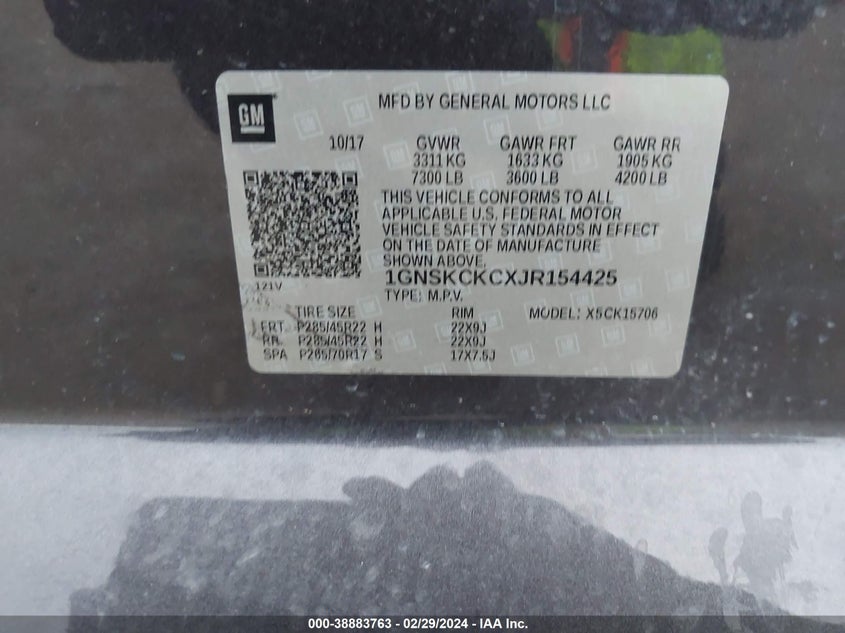 GM
MFD BY GENERAL MOTORS LLC
10/17 GVWR GAWR FRT GAWR RR
3311 KG 1633 KG 1905 KG
7300 LB 3600 LB 4200 LB
THIS VEHICLE CONFORMS TO ALL
APPLICABLE U.S. FEDERAL MOTOR
VEHICLE SAFETY STANDARDS IN EFFECT
ON THE DATE OF MANUFACTURE
SHOWN ABOVE.
121V
1GNSKCKCXJR154425
TYPE: M.P.V.
TIRE SIZE RIM MODEL: X5CK15706
FRT P285/45R22 H 22X9J
RR P285/45R22 H 22X9J
SPA P265/70R17 S 17X7.5J
000-38883763 - 02/29/2024 - IAA Inc.